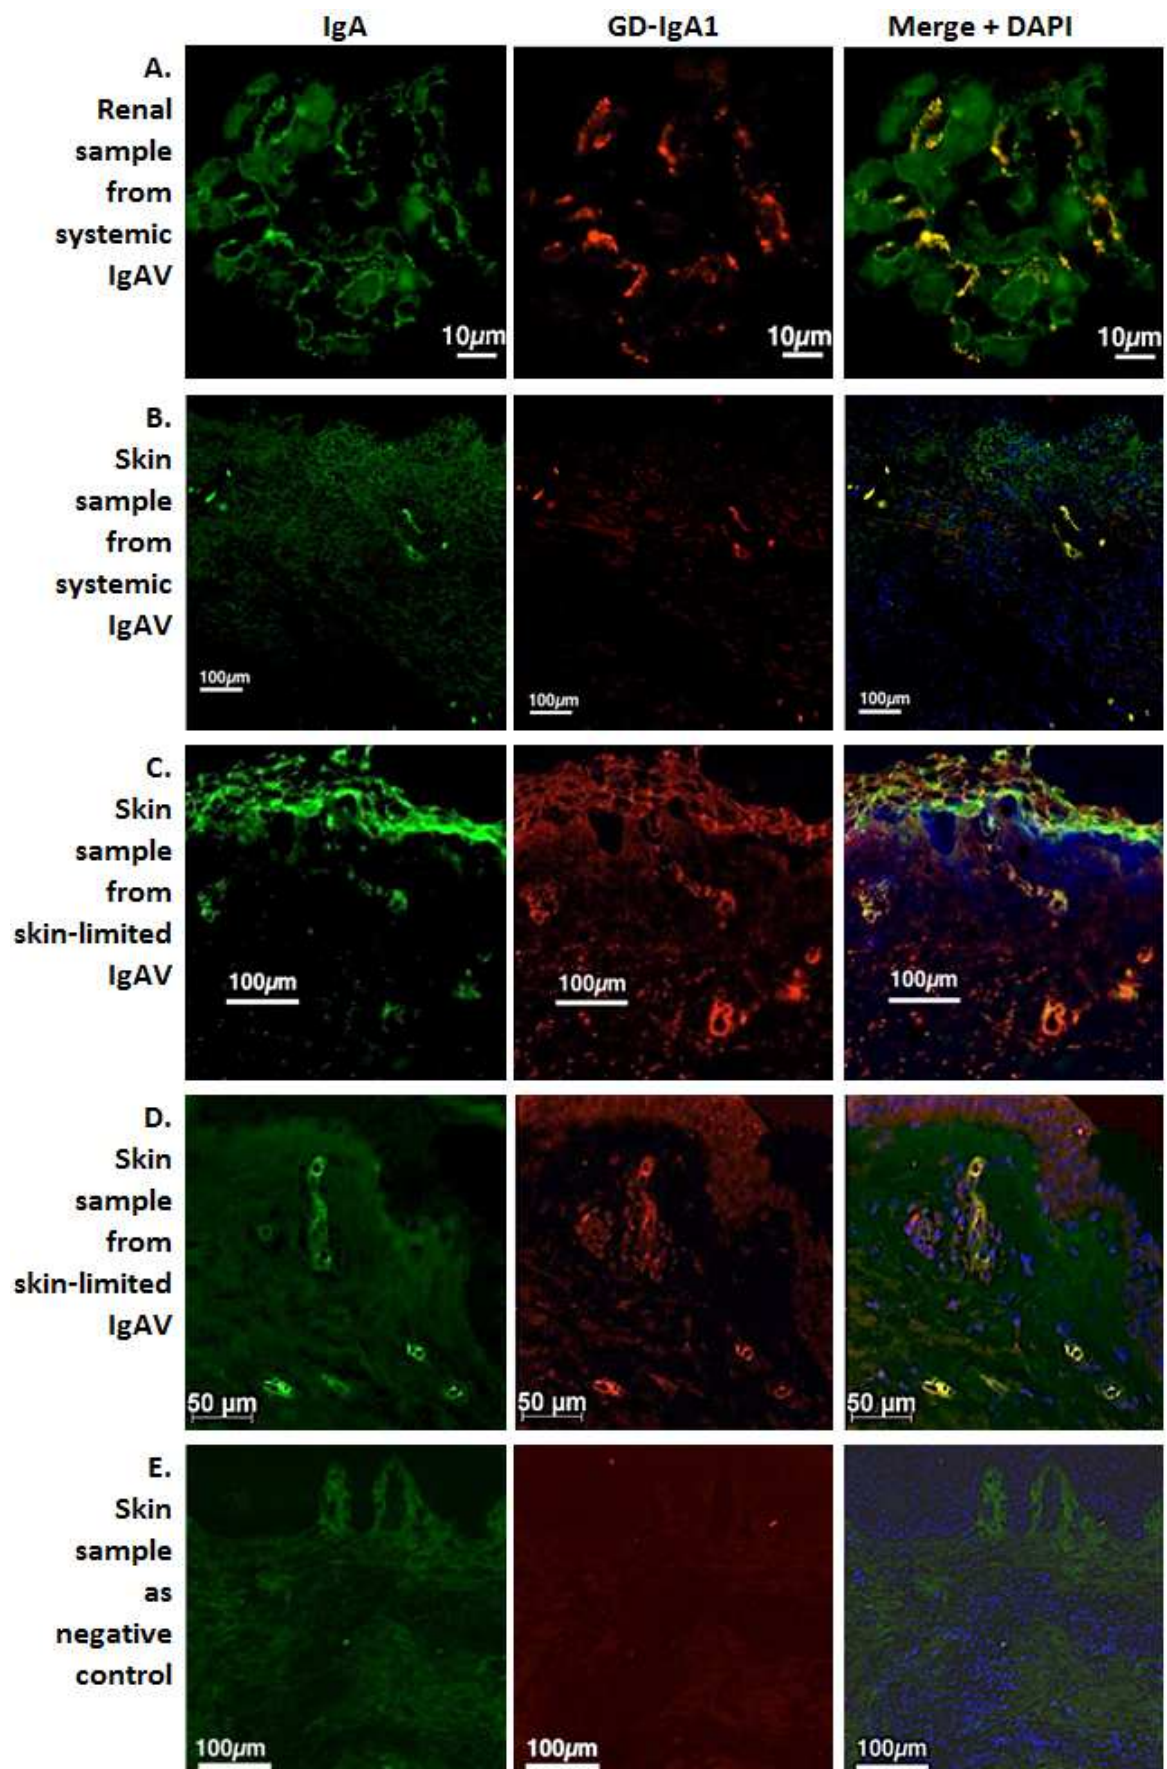 IgA GD-IgA1 Merge + DAPI
A.
Renal
sample
from
systemic
IgAV
10µm 10µm 10µm
B.
Skin
sample
from
systemic
IgAV
100µm 100µm 100µm
C.
Skin
sample
from
skin-limited
IgAV
100µm 100µm 100µm
D.
Skin
sample
from
skin-limited
IgAV
50 µm 50 µm 50 µm
E.
Skin
sample
as
negative
control
100µm 100µm 100µm